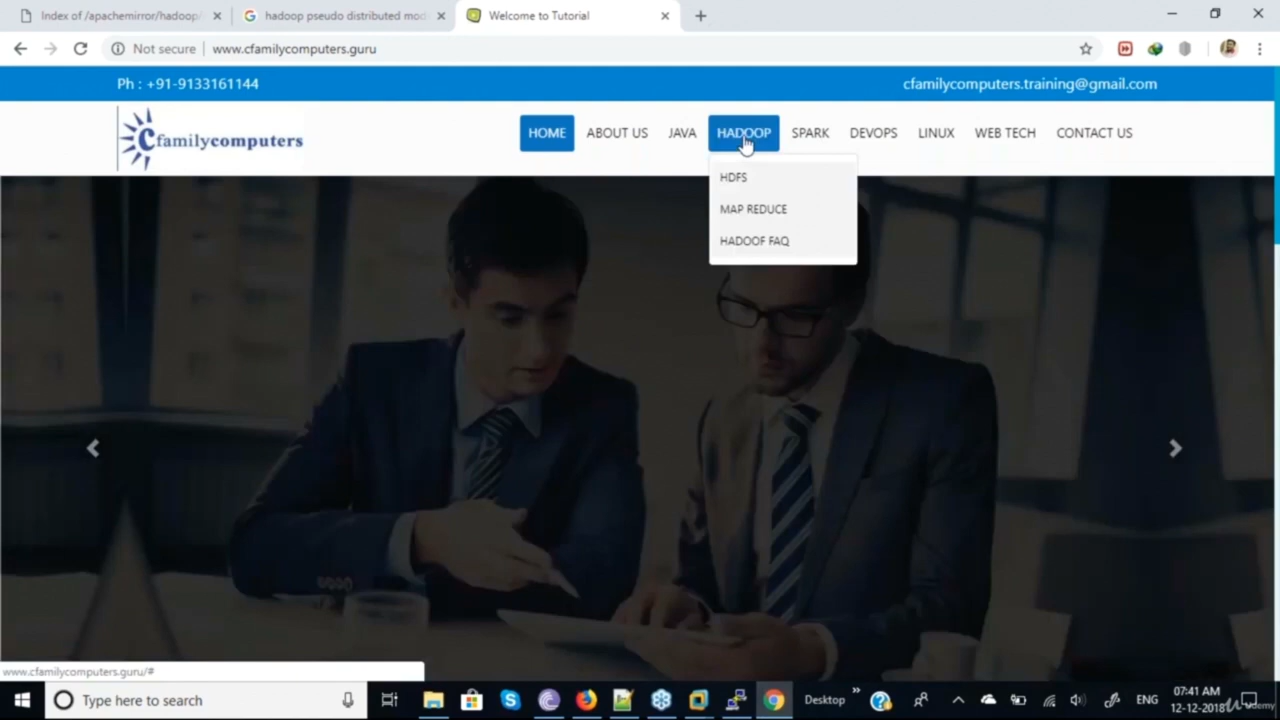 Index of /apachemirror/hadoop/
hadoop pseudo distributed mod
Welcome to Tutorial
Not secure
www.cfamilycomputers.guru
Ph : +91-9133161144
cfamilycomputers.training@gmail.com
cfamilycomputers
HOME
ABOUT US
JAVA
HADOOP
SPARK
DEVOPS
LINUX
WEB TECH
CONTACT US
HDFS
MAP REDUCE
HADOOF FAQ
www.cfamilycomputers.guru/#
Type here to search
Desktop
ENG
07:41 AM
12-12-2018
Udemy